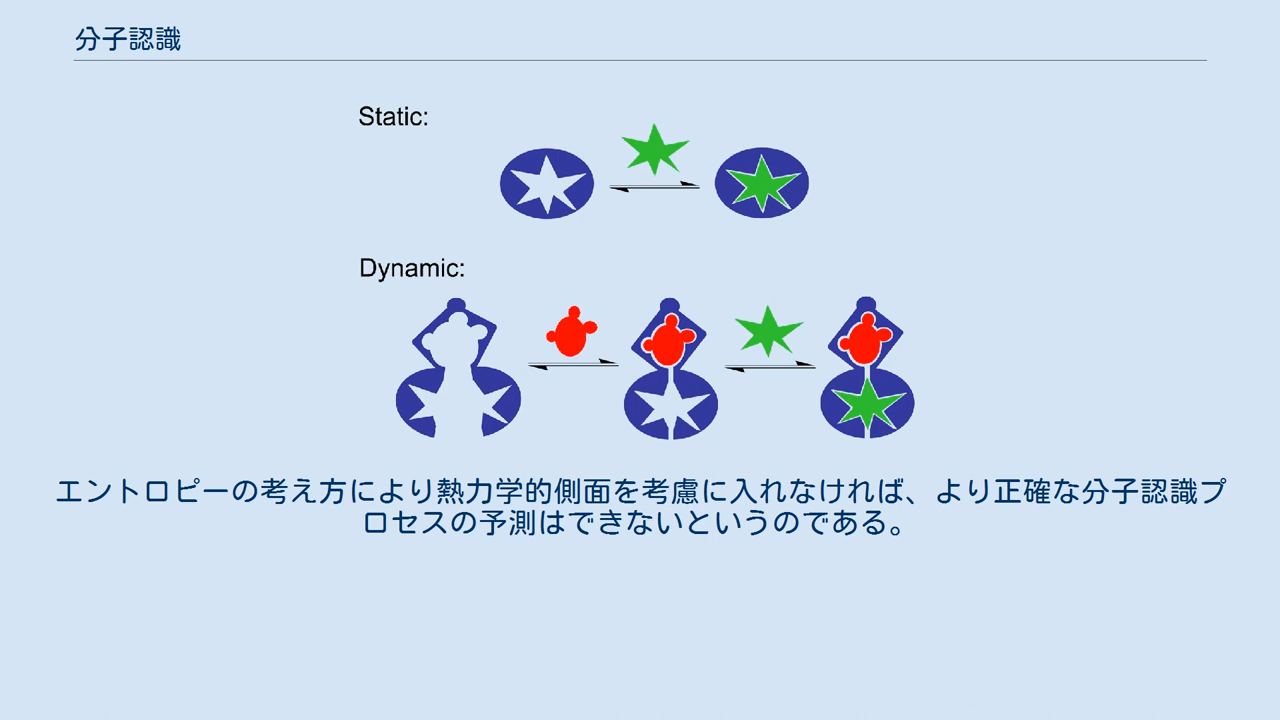 分子認識
Static:
Dynamic:
エントロピーの考え方により熱力学的側面を考慮に入れなければ、より正確な分子認識プ
ロセスの予測はできないというのである。